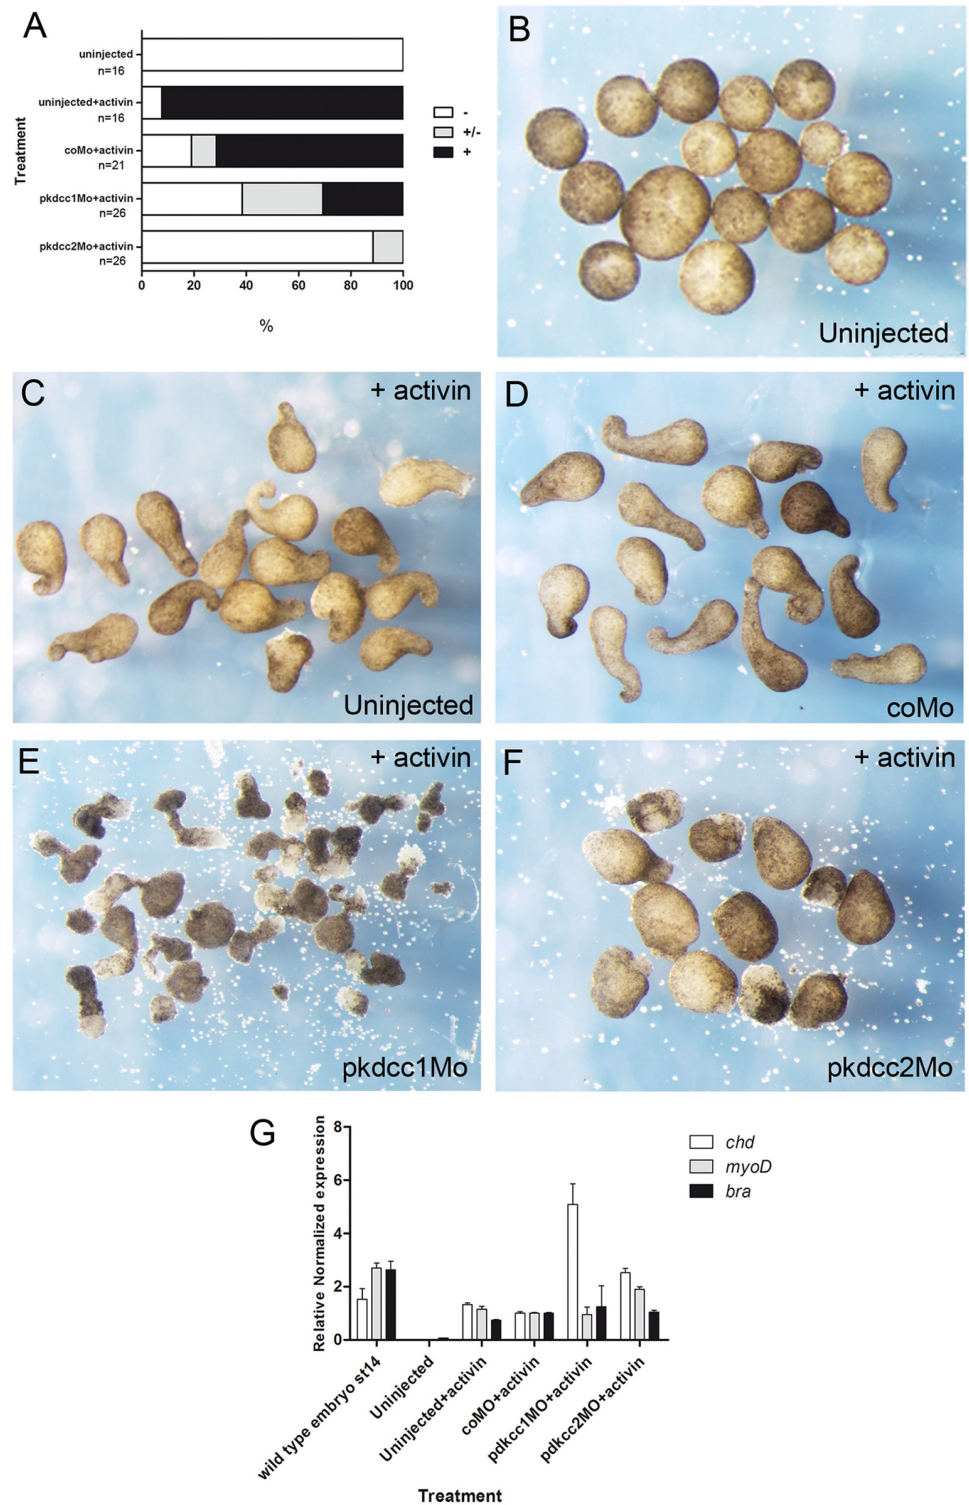 A
Treatment
uninjected
n=16
uninjected+activin
n=16
coMo+activin
n=21
pkdcc1Mo+activin
n=26
pkdcc2Mo+activin
n=26
0 20 40 60 80 100
%
-
+/-
+
B
Uninjected
C
+ activin
Uninjected
D
+ activin
coMo
E
+ activin
pkdcc1Mo
F
+ activin
pkdcc2Mo
G
Relative Normalized expression
8
6
4
2
0
chd
myoD
bra
wild type embryo st14
Uninjected
Uninjected+activin
coMO+activin
pdkcc1MO+activin
pdkcc2MO+activin
Treatment